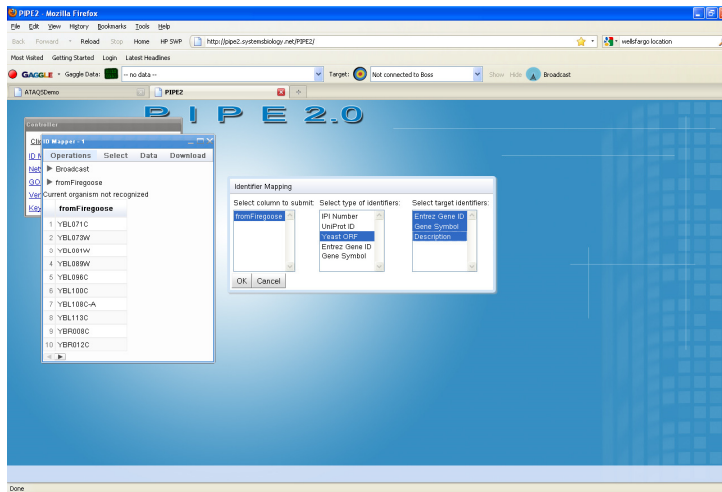 PIPE2 - Mozilla Firefox
File Edit View History Bookmarks Tools Help
Back Forward Reload Stop Home HP SWP http://pipe2.systemsbiology.net/PIPE2/ wellsfargo location
Most Visited Getting Started Login Latest Headlines
GAGGLE Gaggle Data: -- no data -- Target: Not connected to Boss Show Hide Broadcast
ATAQSDemo PIPE2
PIPE 2.0
Controller
ID Mapper - 1
Operations Select Data Download
Broadcast
fromFiregoose
Current organism not recognized
fromFiregoose
1 YBL071C
2 YBL073W
3 YBL081W
4 YBL089W
5 YBL096C
6 YBL100C
7 YBL108C-A
8 YBL113C
9 YBR008C
10 YBR012C
Identifier Mapping
Select column to submit: Select type of identifiers: Select target identifiers:
fromFiregoose IPI Number Entrez Gene ID
UniProt ID Gene Symbol
Yeast ORF Description
Entrez Gene ID
Gene Symbol
OK Cancel
Done